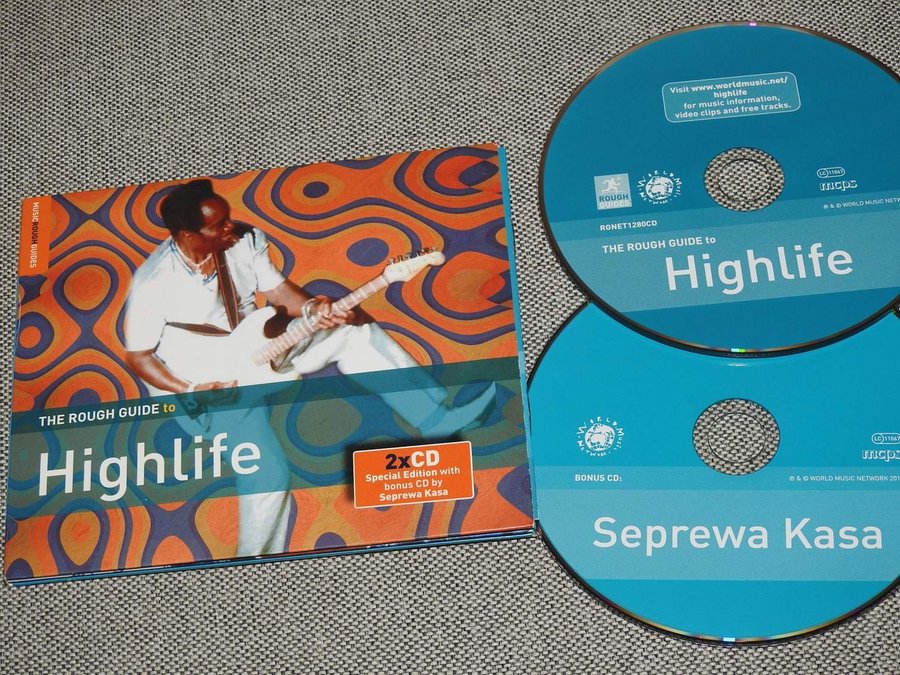 MUSIC ROUGH GUIDES
THE ROUGH GUIDE to
Highlife
2xCD
Special Edition with
bonus CD by
Seprewa Kasa
Visit www.worldmusic.net/
highlife
for music information,
video clips and free tracks.
ROUGH
GUIDES
WORLD MUSIC
NETWORK
LC 11067
mcps
RGNET1260CD
℗ & © WORLD MUSIC NETWO
THE ROUGH GUIDE to
Highlife
WORLD MUSIC
NETWORK
LC 11067
mcps
BONUS CD:
℗ & © WORLD MUSIC NETWORK 201
Seprewa Kasa